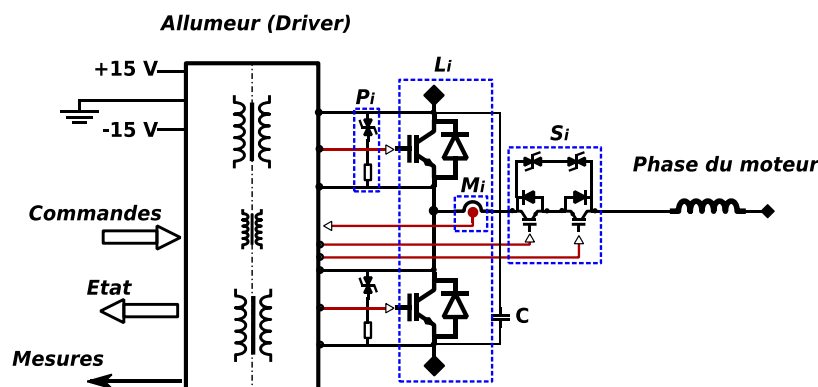 Allumeur (Driver)
+15 V
-15 V
Pi
Li
Si
Mi
Phase du moteur
Commandes
Etat
C
Mesures